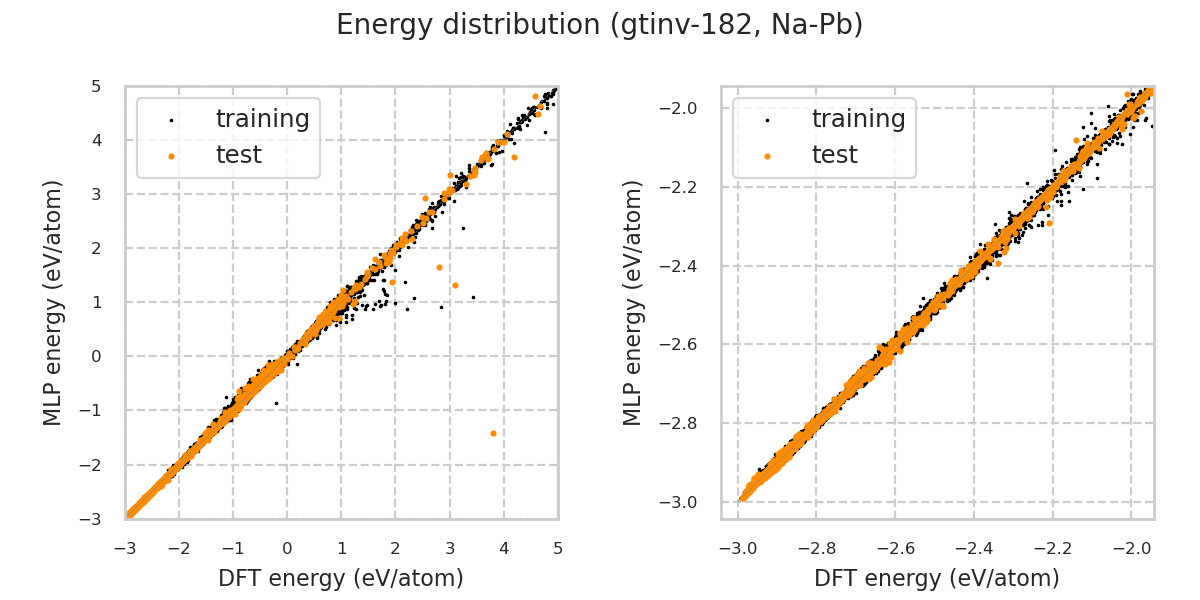 Energy distribution (gtinv-182, Na-Pb)
MLP energy (eV/atom)
5
4
3
2
1
0
−1
−2
−3
training
test
−3 −2 −1 0 1 2 3 4 5
DFT energy (eV/atom)
MLP energy (eV/atom)
−2.0
−2.2
−2.4
−2.6
−2.8
−3.0
training
test
−3.0 −2.8 −2.6 −2.4 −2.2 −2.0
DFT energy (eV/atom)